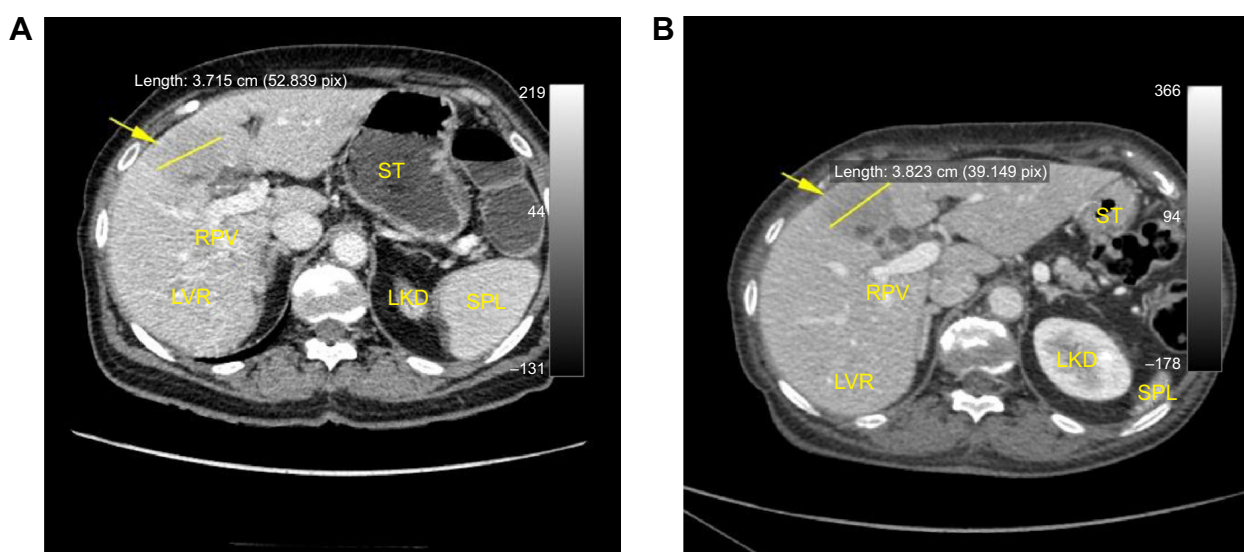 A
Length: 3.715 cm (52.839 pix)
219
ST
44
RPV
LVR
LKD
SPL
–131
B
366
Length: 3.823 cm (39.149 pix)
ST
94
RPV
LKD
–178
LVR
SPL